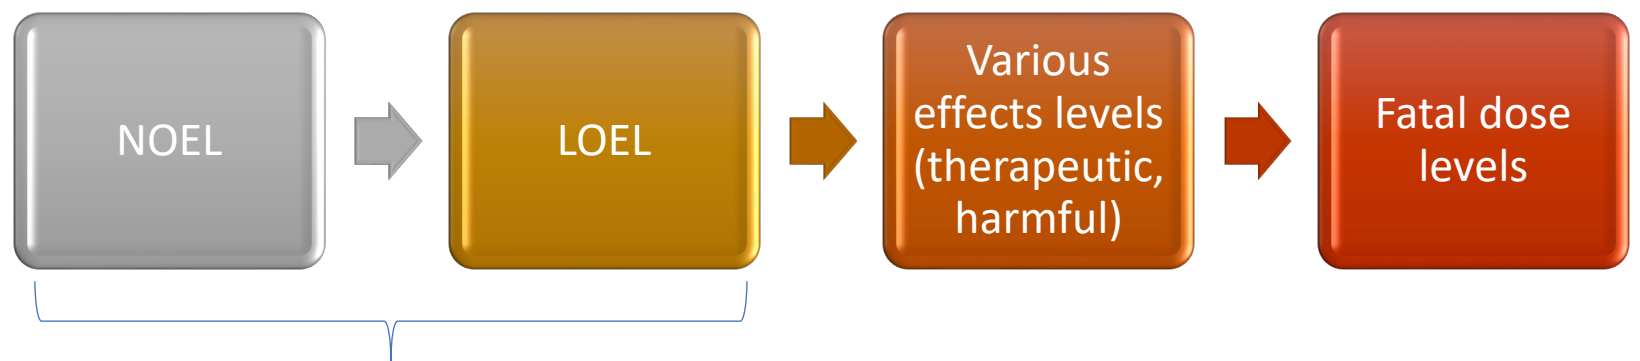 NOEL
LOEL
Various
effects levels
(therapeutic,
harmful)
Fatal dose
levels